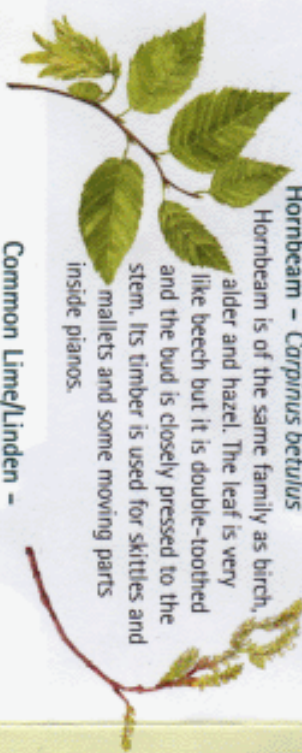 Hornbeam – Carpinus betulus
Hornbeam is of the same family as birch,
alder and hazel. The leaf is very
like beech but it is double-toothed
and the bud is closely pressed to the
stem. Its timber is used for skittles and
mallets and some moving parts
inside pianos.
Common Lime/Linden –